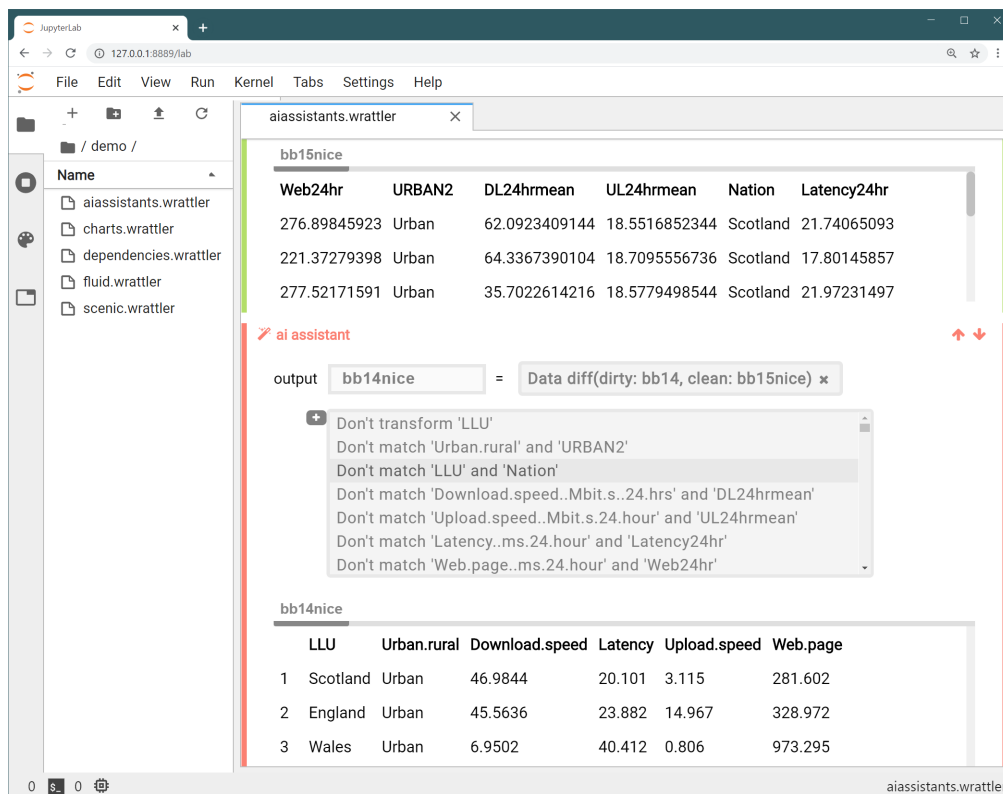 JupyterLab × +
127.0.0.1:8889/lab
File Edit View Run Kernel Tabs Settings Help
/ demo /
Name
aiassistants.wrattler
charts.wrattler
dependencies.wrattler
fluid.wrattler
scenic.wrattler
aiassistants.wrattler ×
bb15nice
Web24hr URBAN2 DL24hrmean UL24hrmean Nation Latency24hr
276.89845923 Urban 62.0923409144 18.5516852344 Scotland 21.74065093
221.37279398 Urban 64.3367390104 18.7095556736 Scotland 17.80145857
277.52171591 Urban 35.7022614216 18.5779498544 Scotland 21.97231497
ai assistant
output bb14nice = Data diff(dirty: bb14, clean: bb15nice) ×
Don't transform 'LLU'
Don't match 'Urban.rural' and 'URBAN2'
Don't match 'LLU' and 'Nation'
Don't match 'Download.speed..Mbit.s..24.hrs' and 'DL24hrmean'
Don't match 'Upload.speed..Mbit.s.24.hour' and 'UL24hrmean'
Don't match 'Latency..ms.24.hour' and 'Latency24hr'
Don't match 'Web.page..ms.24.hour' and 'Web24hr'
bb14nice
LLU Urban.rural Download.speed Latency Upload.speed Web.page
1 Scotland Urban 46.9844 20.101 3.115 281.602
2 England Urban 45.5636 23.882 14.967 328.972
3 Wales Urban 6.9502 40.412 0.806 973.295
0 $_ 0 aiassistants.wrattle